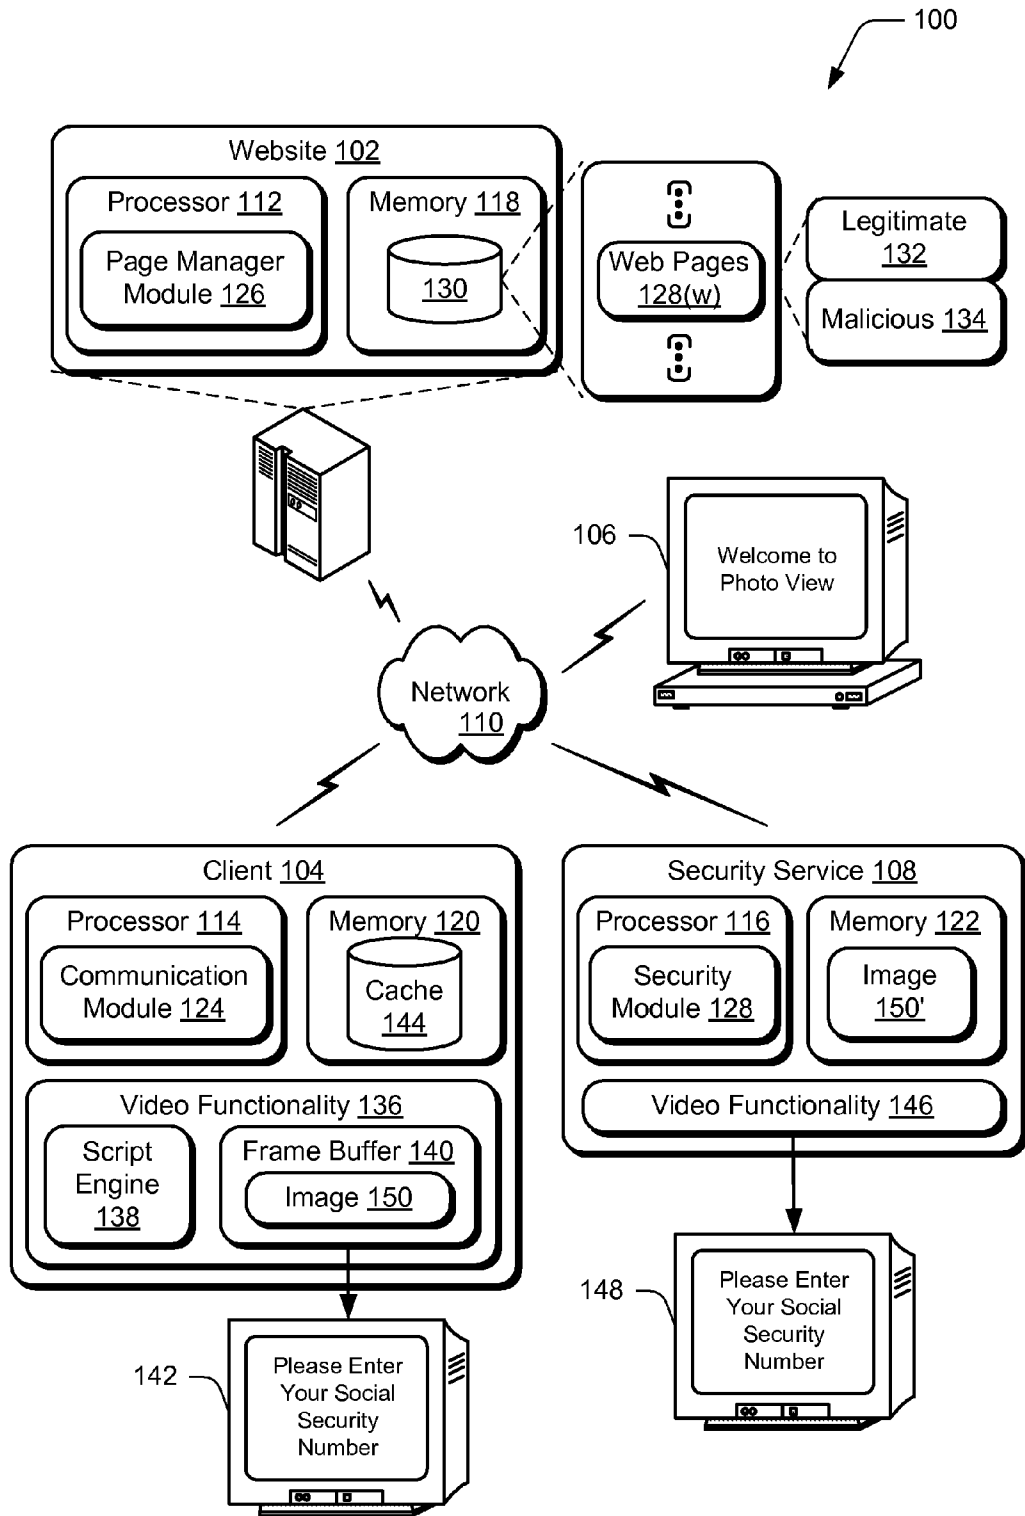 100
Website 102
Processor 112
Page Manager
Module 126
Memory 118
130
Web Pages
128(w)
Legitimate
132
Malicious 134
106
Welcome to
Photo View
Network
110
Client 104
Processor 114
Communication
Module 124
Memory 120
Cache
144
Video Functionality 136
Script
Engine
138
Frame Buffer 140
Image 150
142
Please Enter
Your Social
Security
Number
Security Service 108
Processor 116
Security
Module 128
Memory 122
Image
150'
Video Functionality 146
148
Please Enter
Your Social
Security
Number